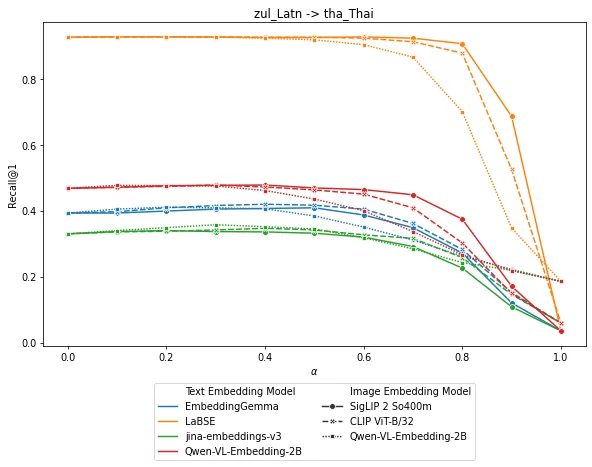 zul_Latn -> tha_Thai
Recall@1
0.8
0.6
0.4
0.2
0.0
0.0 0.2 0.4 0.6 0.8 1.0
α
Text Embedding Model
EmbeddingGemma
LaBSE
jina-embeddings-v3
Qwen-VL-Embedding-2B
Image Embedding Model
SigLIP 2 So400m
CLIP ViT-B/32
Qwen-VL-Embedding-2B